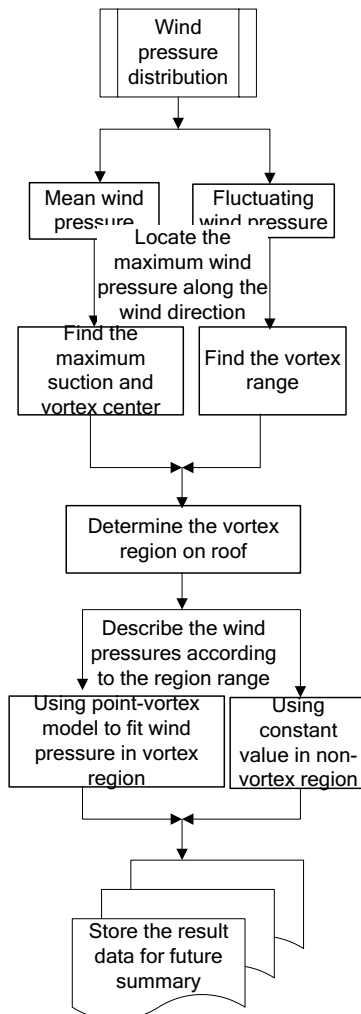 Wind
pressure
distribution
Mean wind
pressure
Fluctuating
wind pressure
Locate the
maximum wind
pressure along the
wind direction
Find the
maximum
suction and
vortex center
Find the vortex
range
Determine the vortex
region on roof
Describe the wind
pressures according
to the region range
Using point-vortex
model to fit wind
pressure in vortex
region
Using
constant
value in non-
vortex region
Store the result
data for future
summary